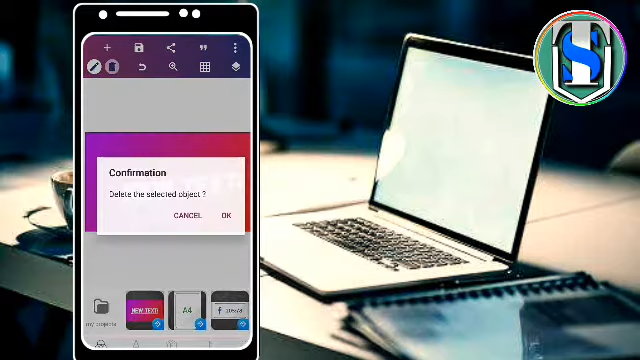 Confirmation
Delete the selected object ?
CANCEL
OK
my projects
NEW TEXT!
A4
S